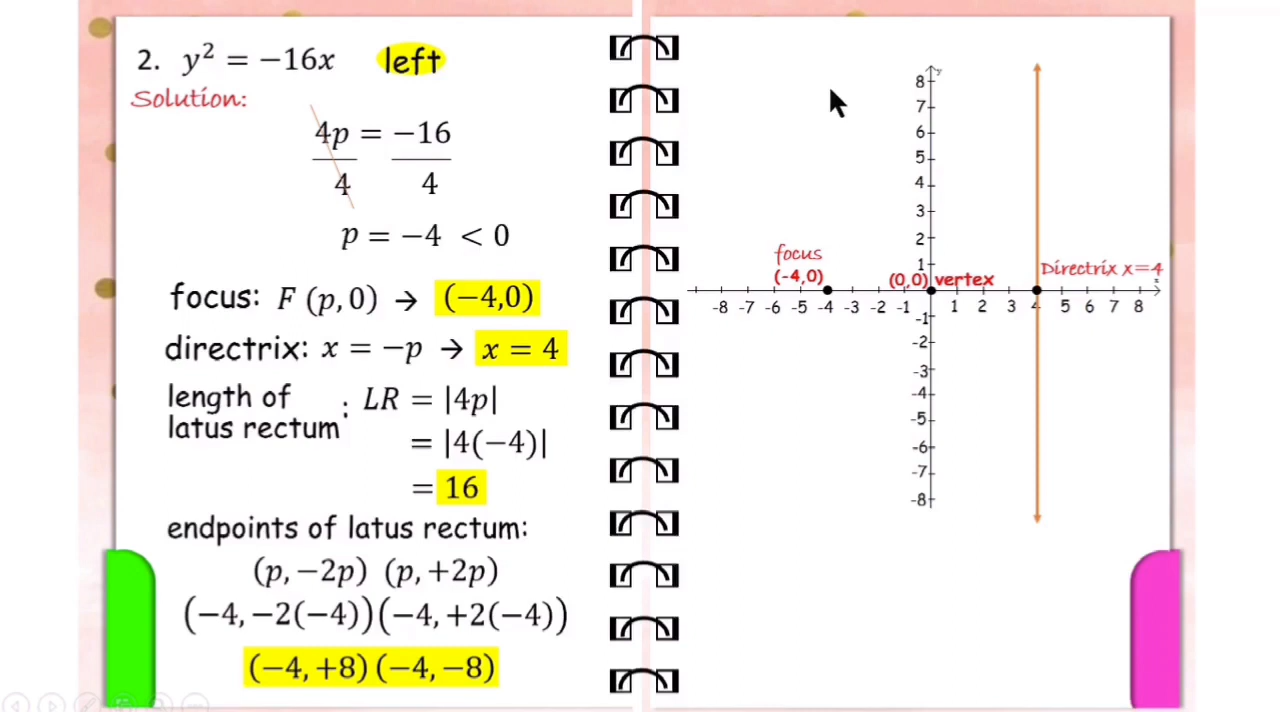 2. y² = −16x left
Solution:
4p = −16
4 4
p = −4 < 0
focus: F (p, 0) → (−4,0)
directrix: x = −p → x = 4
length of
latus rectum : LR = |4p|
= |4(−4)|
= 16
endpoints of latus rectum:
(p, −2p) (p, +2p)
(−4, −2(−4))(−4, +2(−4))
(−4, +8) (−4, −8)
y
8
7
6
5
4
3
2
1
focus
(-4,0)
(0,0) vertex
Directrix x=4
x
-8 -7 -6 -5 -4 -3 -2 -1 1 2 3 4 5 6 7 8
-1
-2
-3
-4
-5
-6
-7
-8